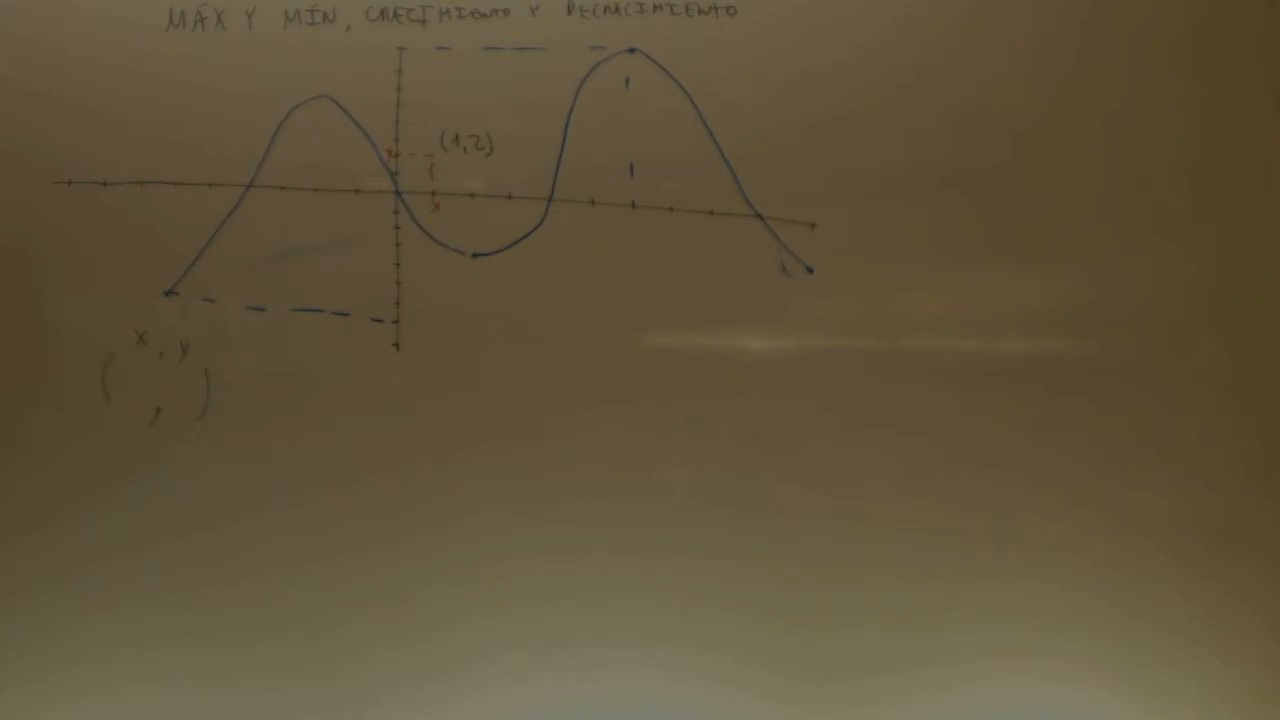 MÁX Y MÍN, CRECIMIENTO Y DECRECIMIENTO
(1,2)
x
x
x, y
( , )